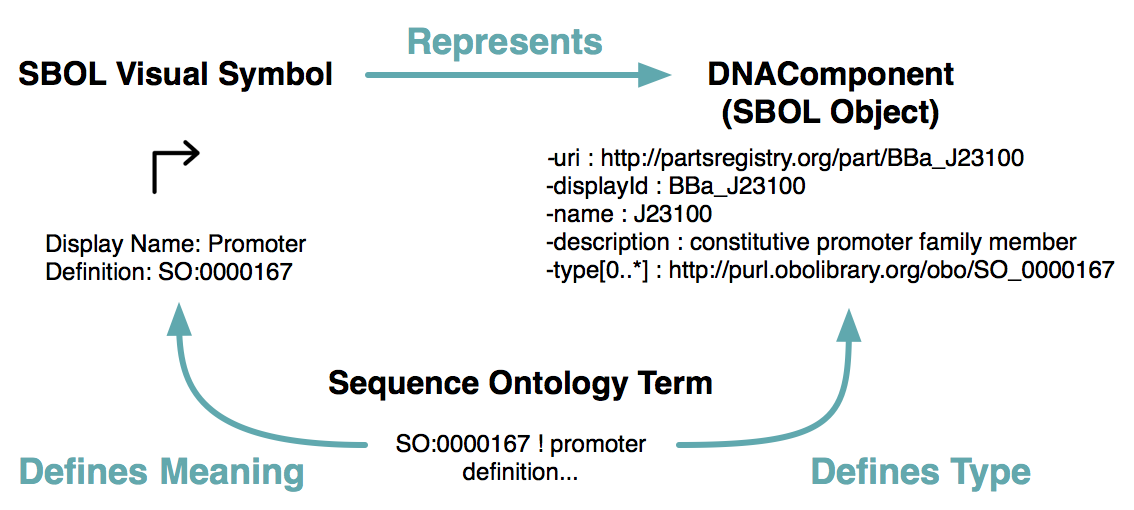 Represents
SBOL Visual Symbol
DNAComponent
(SBOL Object)
-uri : http://partsregistry.org/part/BBa_J23100
-displayId : BBa_J23100
-name : J23100
-description : constitutive promoter family member
-type[0..*] : http://purl.obolibrary.org/obo/SO_0000167
Display Name: Promoter
Definition: SO:0000167
Sequence Ontology Term
SO:0000167 ! promoter
definition...
Defines Meaning
Defines Type